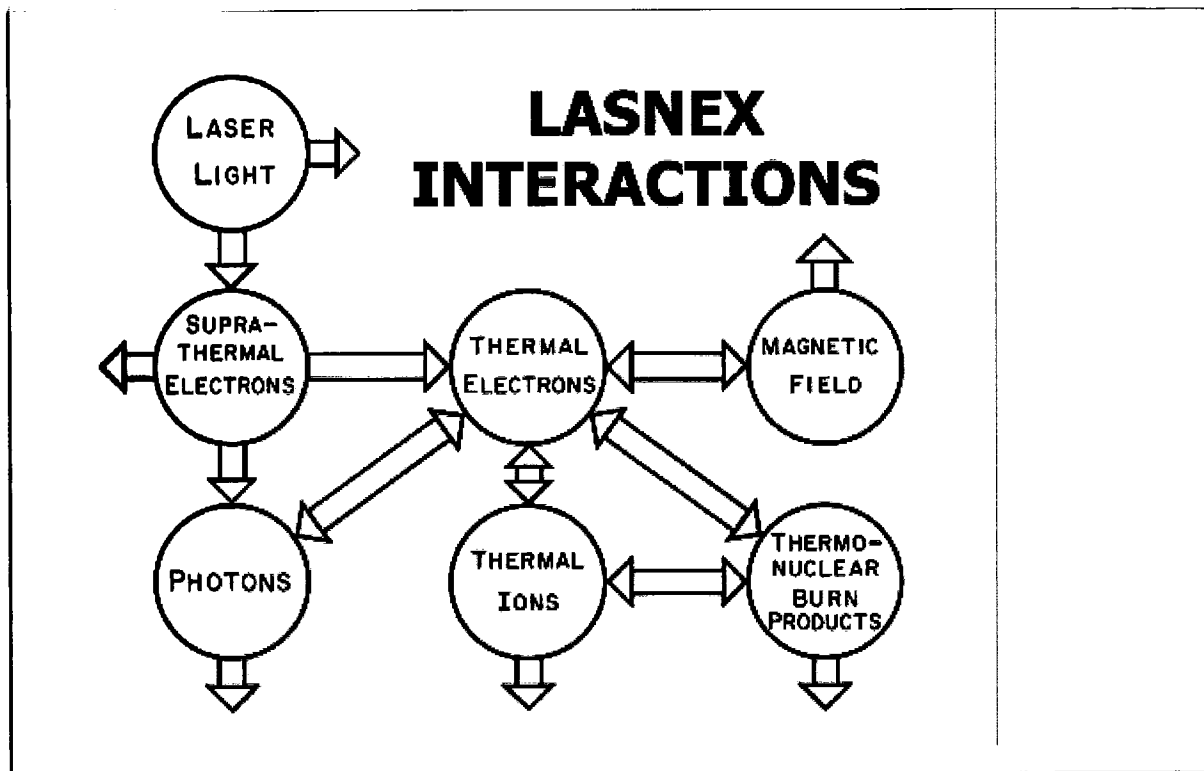 LASNEX
INTERACTIONS
LASER
LIGHT
SUPRA-
THERMAL
ELECTRONS
THERMAL
ELECTRONS
MAGNETIC
FIELD
PHOTONS
THERMAL
IONS
THERMO-
NUCLEAR
BURN
PRODUCTS